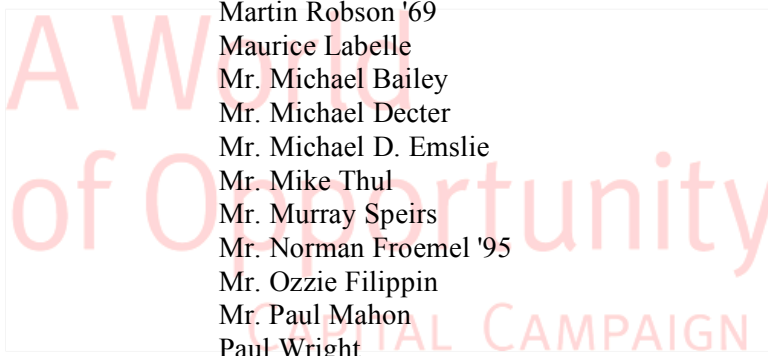 Martin Robson '69
Maurice Labelle
Mr. Michael Bailey
Mr. Michael Decter
Mr. Michael D. Emslie
Mr. Mike Thul
Mr. Murray Speirs
Mr. Norman Froemel '95
Mr. Ozzie Filippin
Mr. Paul Mahon
Paul Wright
A World
of Opportunity
CAPITAL CAMPAIGN